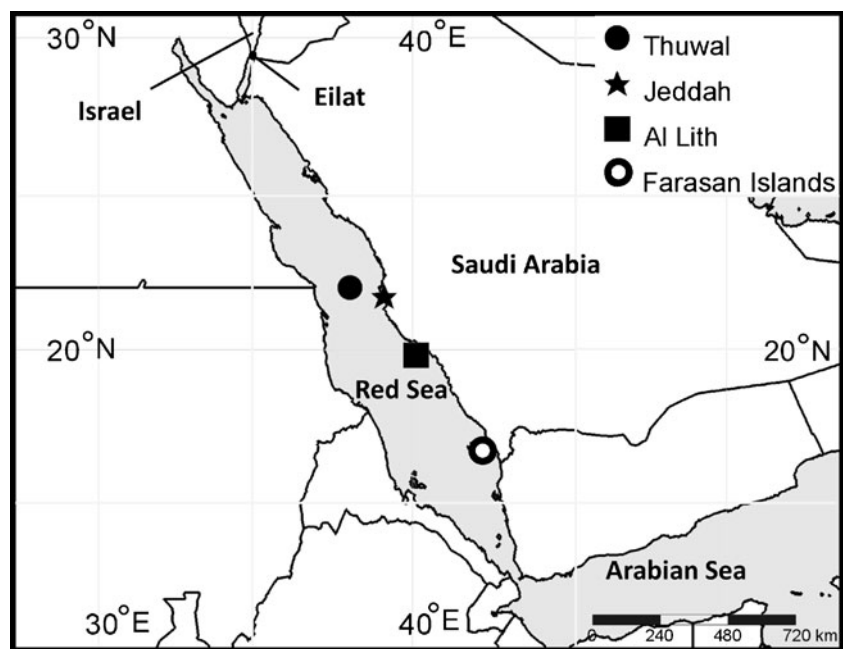 30°N
40°E
Thuwal
Jeddah
Al Lith
Farasan Islands
Israel
Eilat
Saudi Arabia
20°N
20°N
Red Sea
Arabian Sea
30°E
40°E
0 240 480 720 km